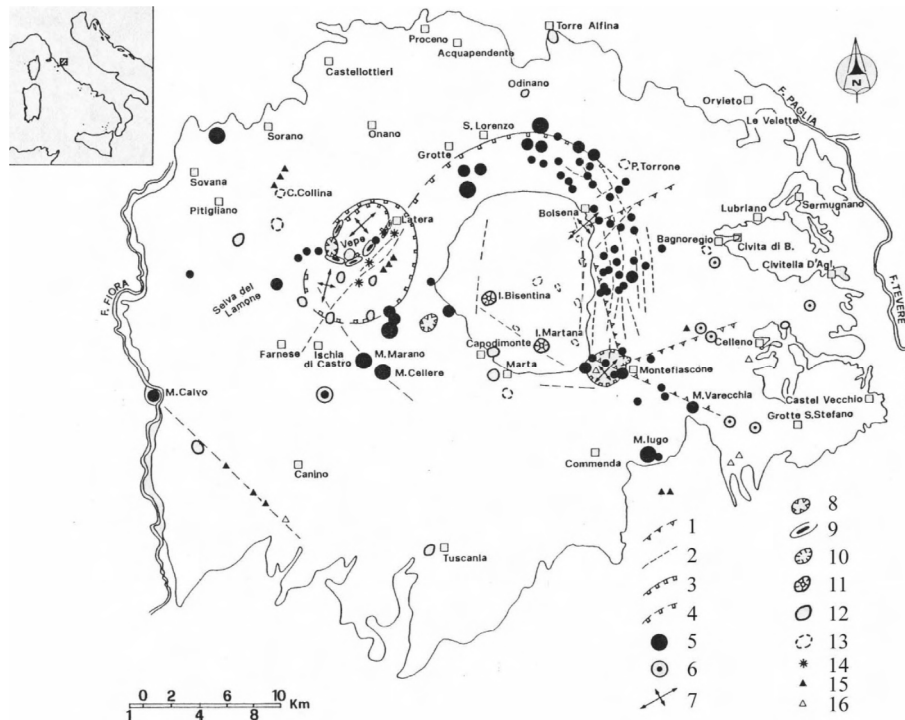 Torre Alfina
Proceno
Acquapendente
Castellottieri
N
Odinano
Orvieto
F. PAGLIA
Le Velette
Sorano
Onano
S. Lorenzo
Grotte
P. Torrone
Sovana
C. Collina
Pitigliano
Latera
Bolsena
Lubriano
Sermugnano
Vepe
Bagnoregio
Civita di B.
Civitella D'Agl.
F. FIORA
Selva del
Lamone
I. Bisentina
F. TEVERE
I. Martana
Capodimonte
Celleno
Farnese
Ischia
di Castro
M. Marano
M. Cellere
Marta
Montefiascone
M. Calvo
M. Varecchia
Castel Vecchio
Grotte S. Stefano
M. Iugo
Commenda
Canino
Tuscania
1
2
3
4
5
6
7
8
9
10
11
12
13
14
15
16
0 2 6 10 Km
1 4 8